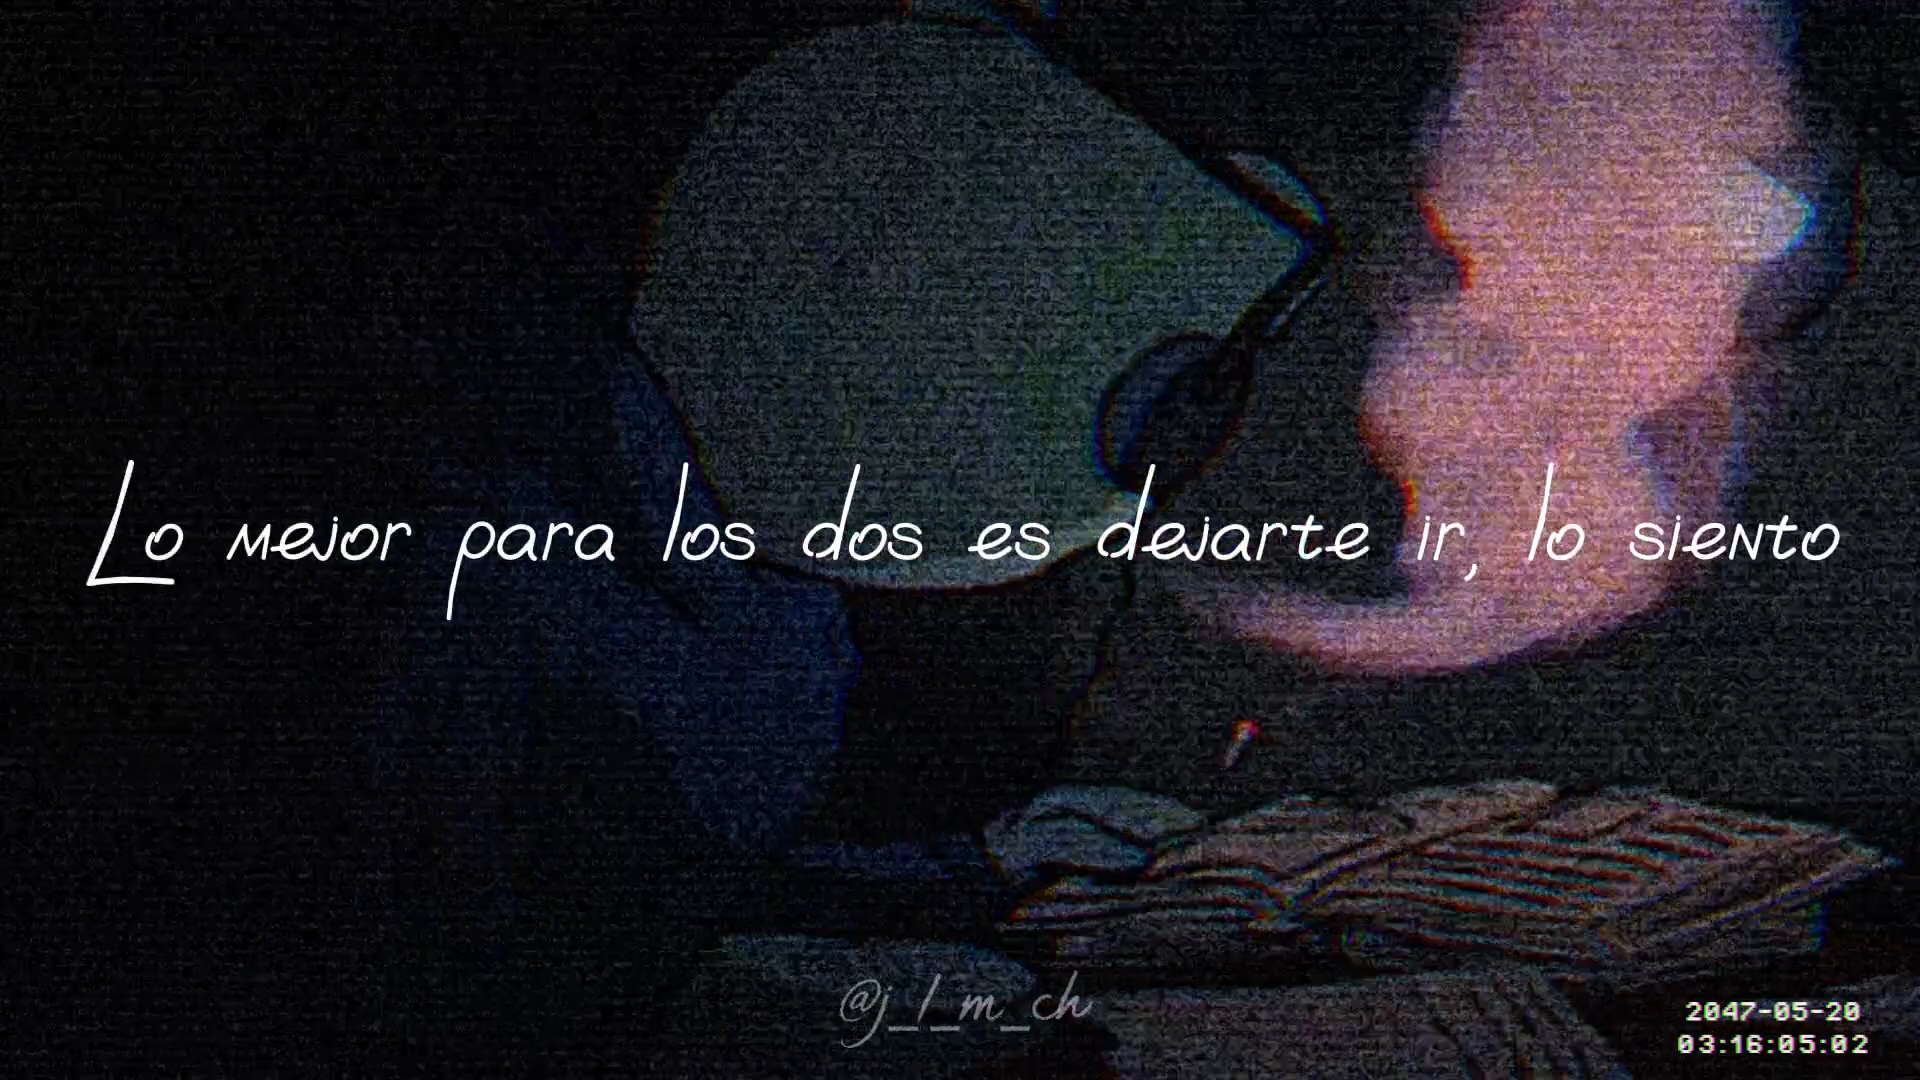 Lo mejor para los dos es dejarte ir, lo siento
@j_l_m_ch
2047-05-20
03:16:05:02